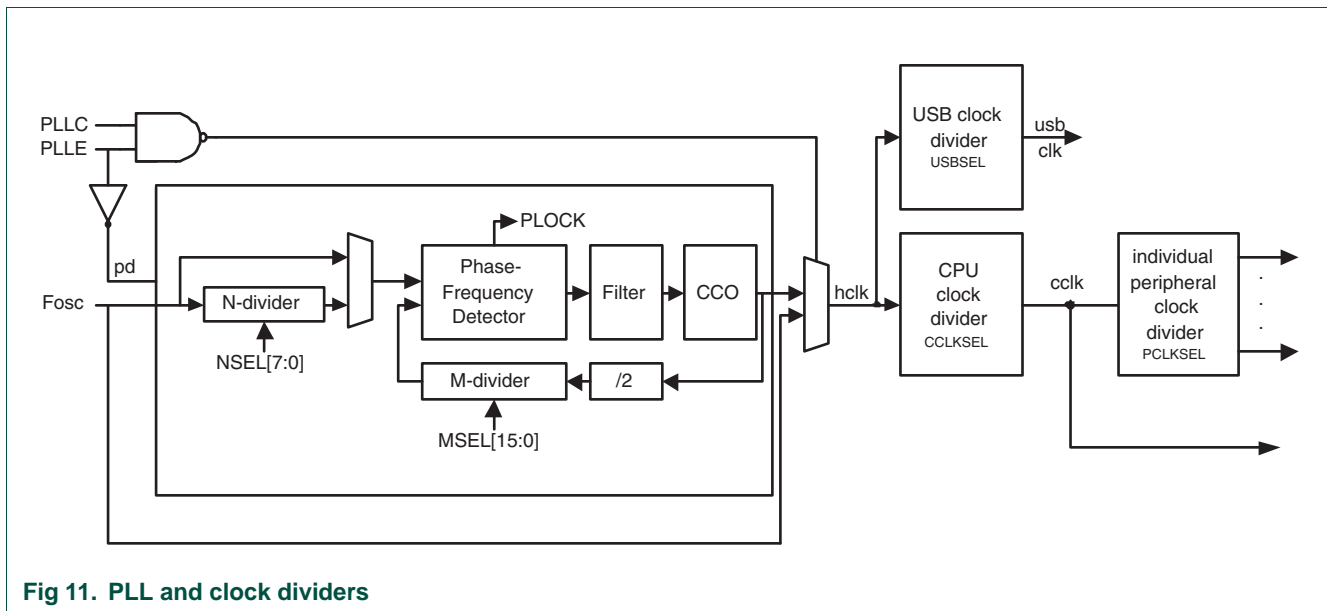 PLLC
PLLE
pd
Fosc
N-divider
NSEL[7:0]
PLOCK
Phase-
Frequency
Detector
Filter
CCO
M-divider
/2
MSEL[15:0]
hclk
USB clock
divider
USBSEL
usb
clk
CPU
clock
divider
CCLKSEL
cclk
individual
peripheral
clock
divider
PCLKSEL
.
.
.
Fig 11. PLL and clock dividers